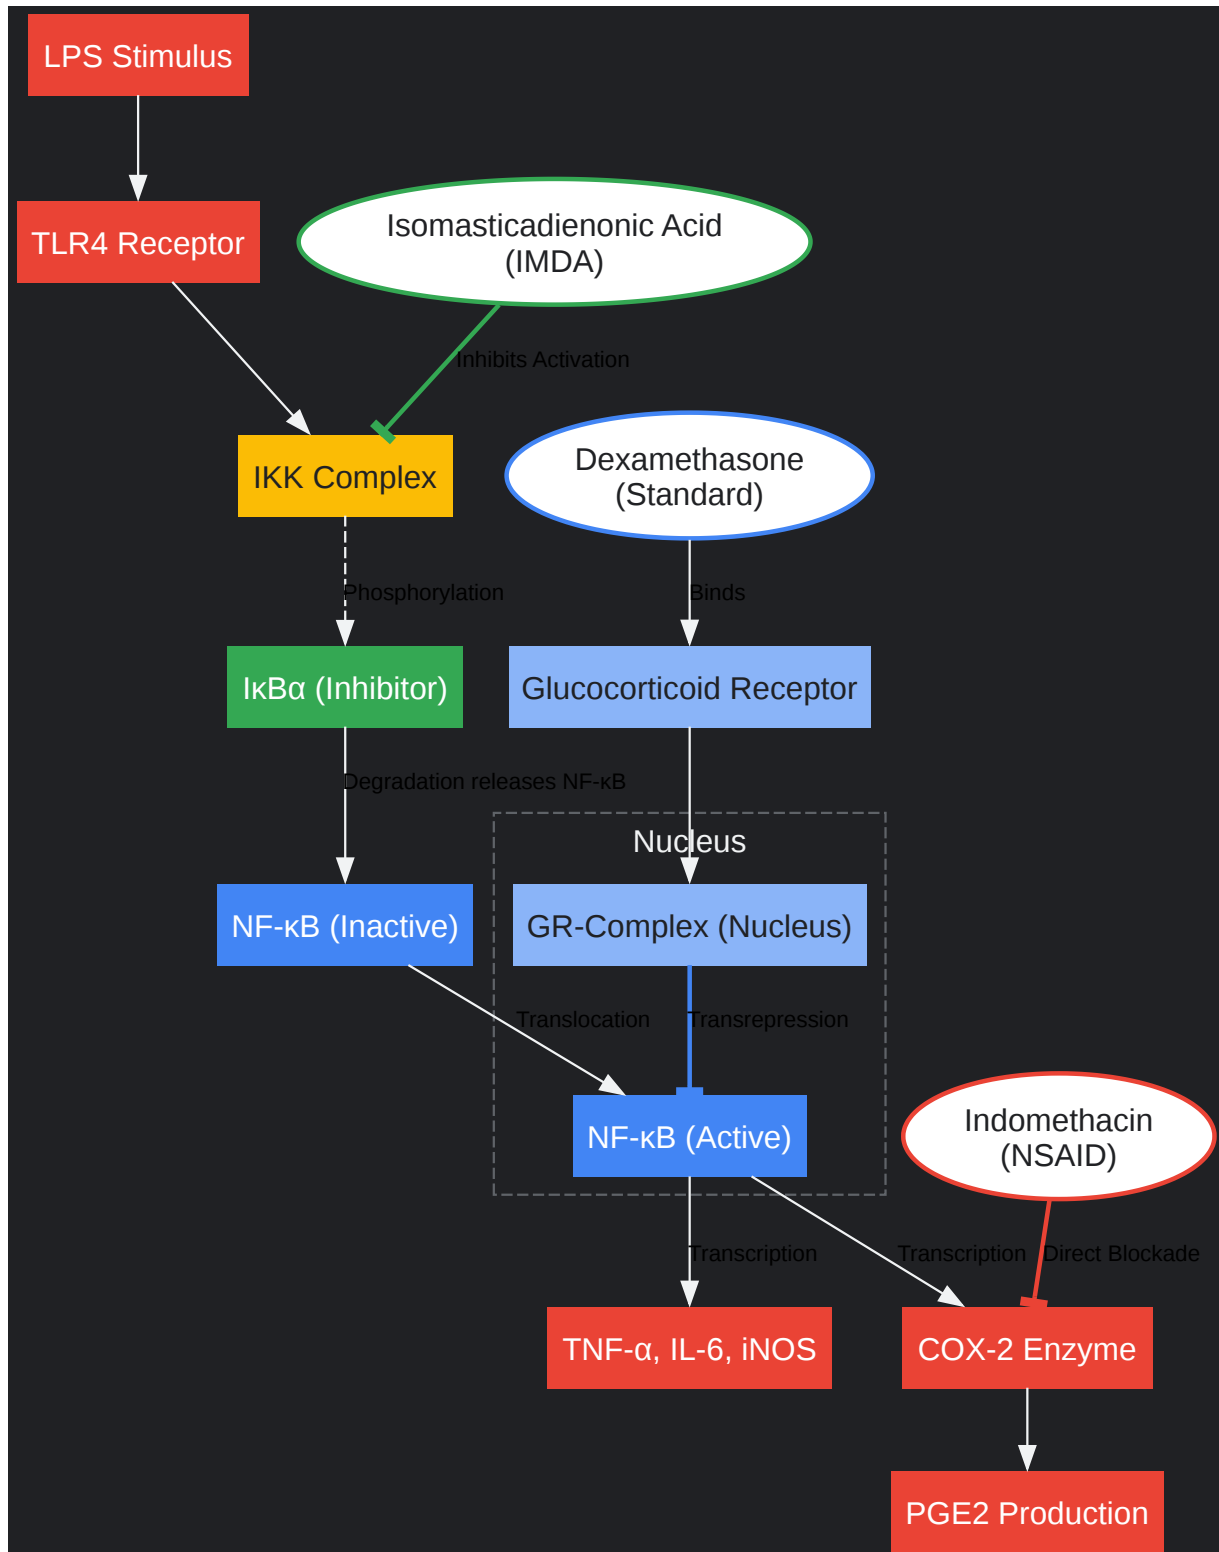 LPS Stimulus
TLR4 Receptor
Isomasticadienonic Acid
(IMDA)
Inhibits Activation
IKK Complex
Dexamethasone
(Standard)
Phosphorylation
Binds
IκBα (Inhibitor)
Glucocorticoid Receptor
Degradation releases NF-κB
Nucleus
NF-κB (Inactive)
GR-Complex (Nucleus)
Translocation
Transrepression
NF-κB (Active)
Indomethacin
(NSAID)
Transcription
Transcription
Direct Blockade
TNF-α, IL-6, iNOS
COX-2 Enzyme
PGE2 Production